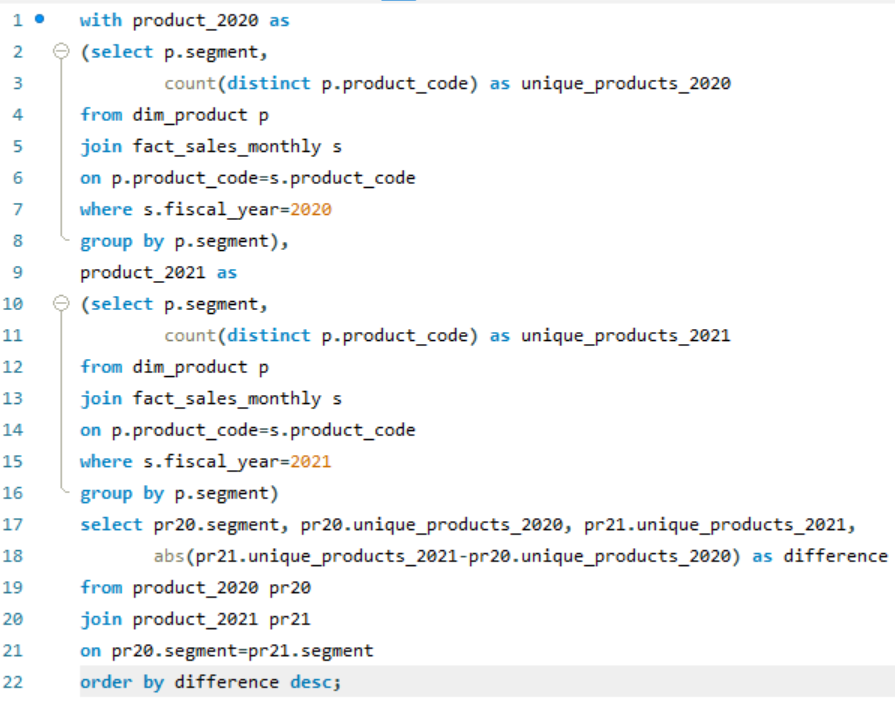 1 with product_2020 as
2 (select p.segment,
3 count(distinct p.product_code) as unique_products_2020
4 from dim_product p
5 join fact_sales_monthly s
6 on p.product_code=s.product_code
7 where s.fiscal_year=2020
8 group by p.segment),
9 product_2021 as
10 (select p.segment,
11 count(distinct p.product_code) as unique_products_2021
12 from dim_product p
13 join fact_sales_monthly s
14 on p.product_code=s.product_code
15 where s.fiscal_year=2021
16 group by p.segment)
17 select pr20.segment, pr20.unique_products_2020, pr21.unique_products_2021,
18 abs(pr21.unique_products_2021-pr20.unique_products_2020) as difference
19 from product_2020 pr20
20 join product_2021 pr21
21 on pr20.segment=pr21.segment
22 order by difference desc;